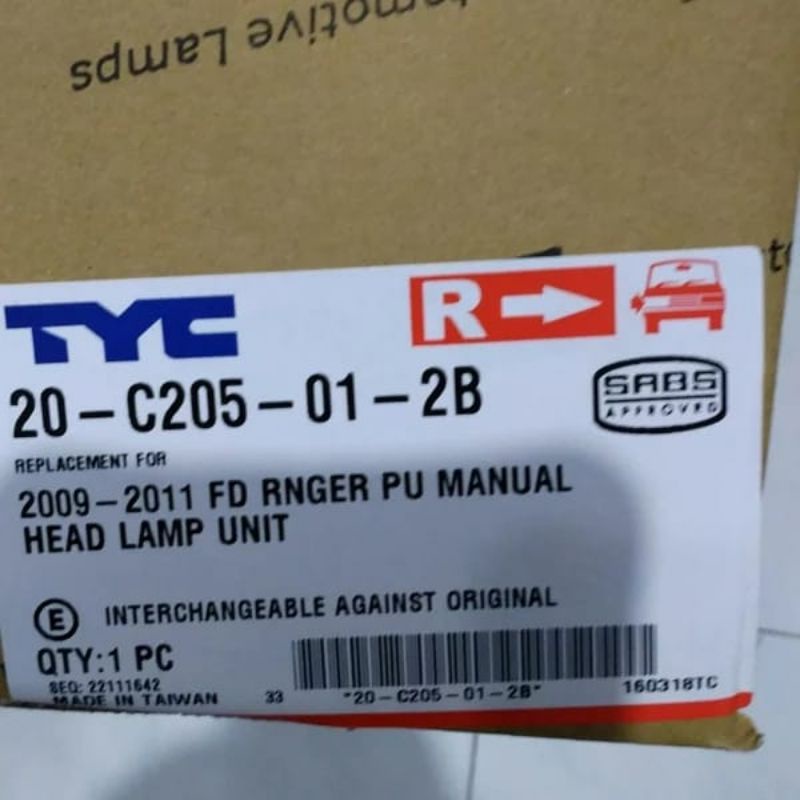 omotive Lamps
TYC
R
20-C205-01-2B
SABS
APPROVED
REPLACEMENT FOR
2009-2011 FD RNGER PU MANUAL
HEAD LAMP UNIT
E INTERCHANGEABLE AGAINST ORIGINAL
QTY:1 PC
SEQ: 22111642
MADE IN TAIWAN
33
"20-C205-01-2B"
160318TC